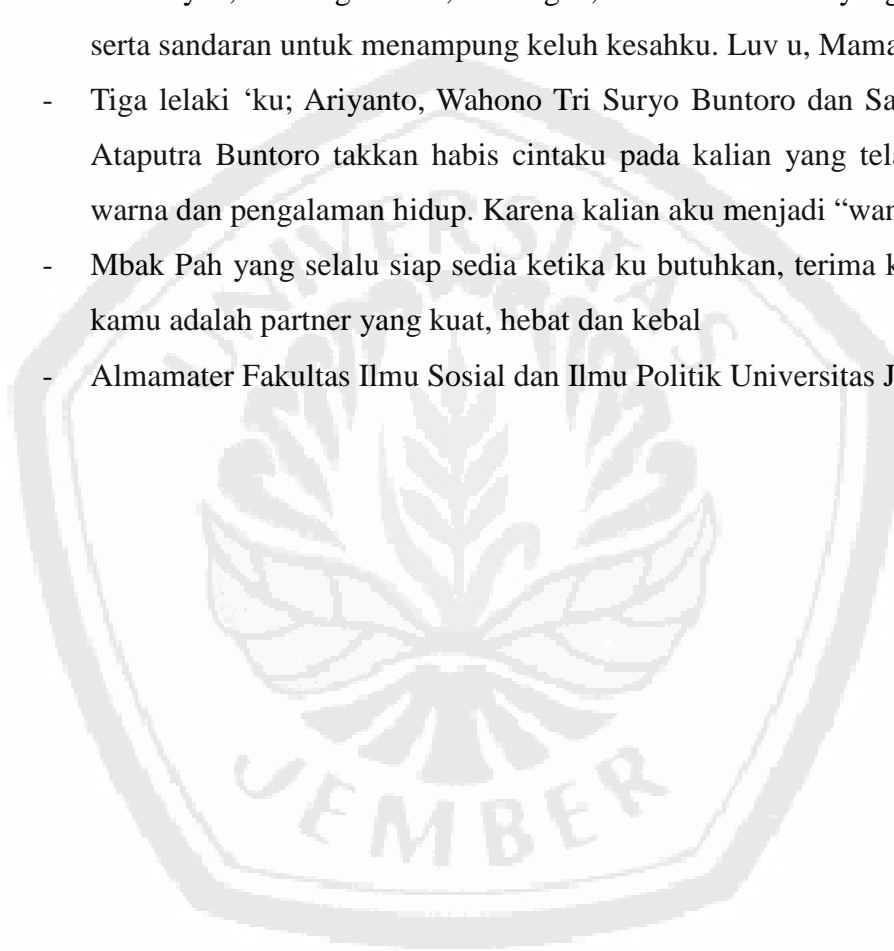 serta sandaran untuk menampung keluh kesahku. Luv u, Mama
- Tiga lelaki ‘ku; Ariyanto, Wahono Tri Suryo Buntoro dan Sa
Ataputra Buntoro takkan habis cintaku pada kalian yang tel
warna dan pengalaman hidup. Karena kalian aku menjadi “wan
- Mbak Pah yang selalu siap sedia ketika ku butuhkan, terima k
kamu adalah partner yang kuat, hebat dan kebal
- Almamater Fakultas Ilmu Sosial dan Ilmu Politik Universitas J
UNIVERSITAS
JEMBER